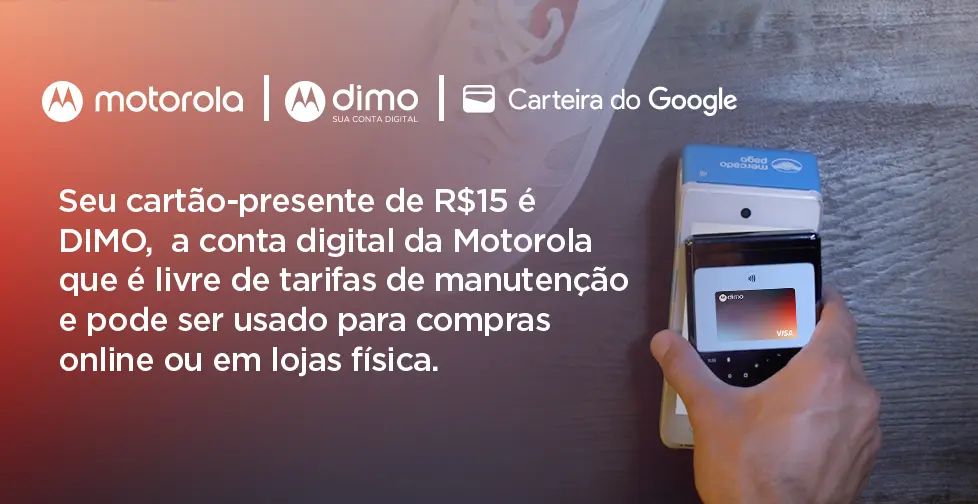 motorola
dimo
SUA CONTA DIGITAL
Carteira do Google
Seu cartão-presente de R$15 é
DIMO,  a conta digital da Motorola
que é livre de tarifas de manutenção
e pode ser usado para compras
online ou em lojas física.
mercado
pago
dimo
VISA